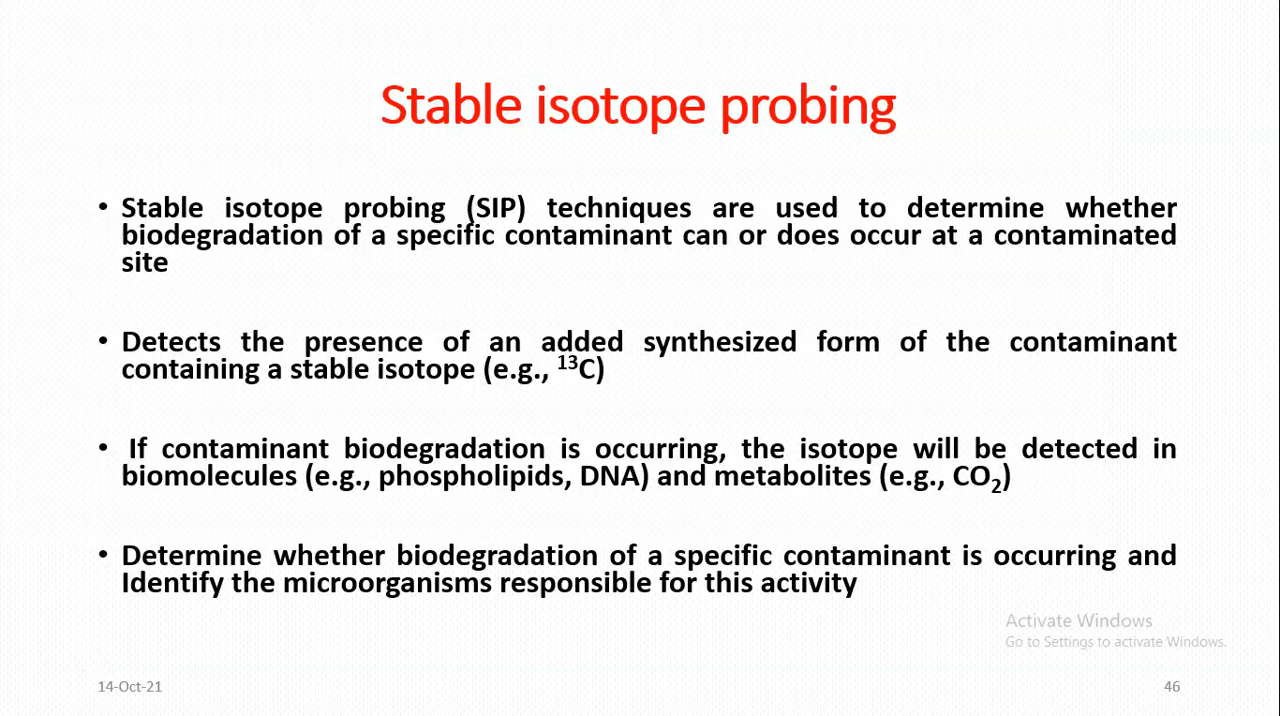 Stable isotope probing
• Stable isotope probing (SIP) techniques are used to determine whether
biodegradation of a specific contaminant can or does occur at a contaminated
site
• Detects the presence of an added synthesized form of the contaminant
containing a stable isotope (e.g., ¹³C)
• If contaminant biodegradation is occurring, the isotope will be detected in
biomolecules (e.g., phospholipids, DNA) and metabolites (e.g., CO₂)
• Determine whether biodegradation of a specific contaminant is occurring and
Identify the microorganisms responsible for this activity
Activate Windows
Go to Settings to activate Windows.
14-Oct-21
46